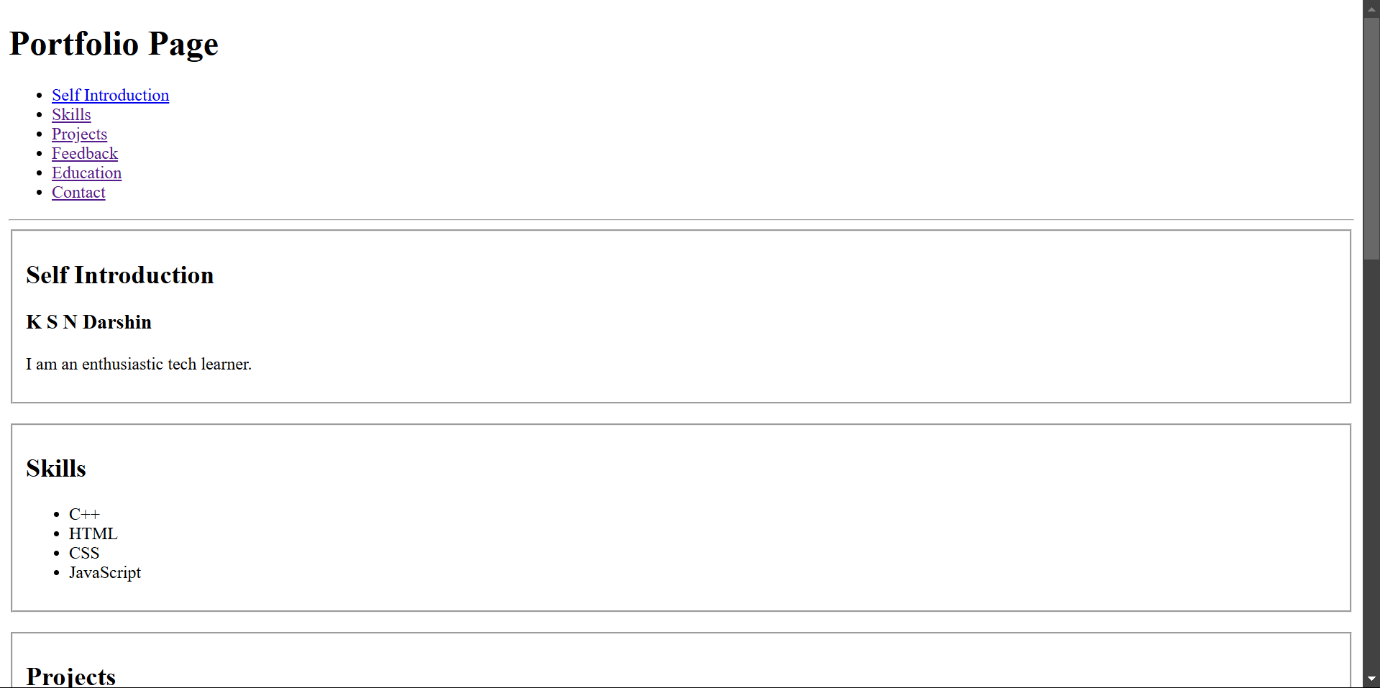 Portfolio Page
Self Introduction
Skills
Projects
Feedback
Education
Contact
Self Introduction
K S N Darshin
I am an enthusiastic tech learner.
Skills
C++
HTML
CSS
JavaScript
Projects